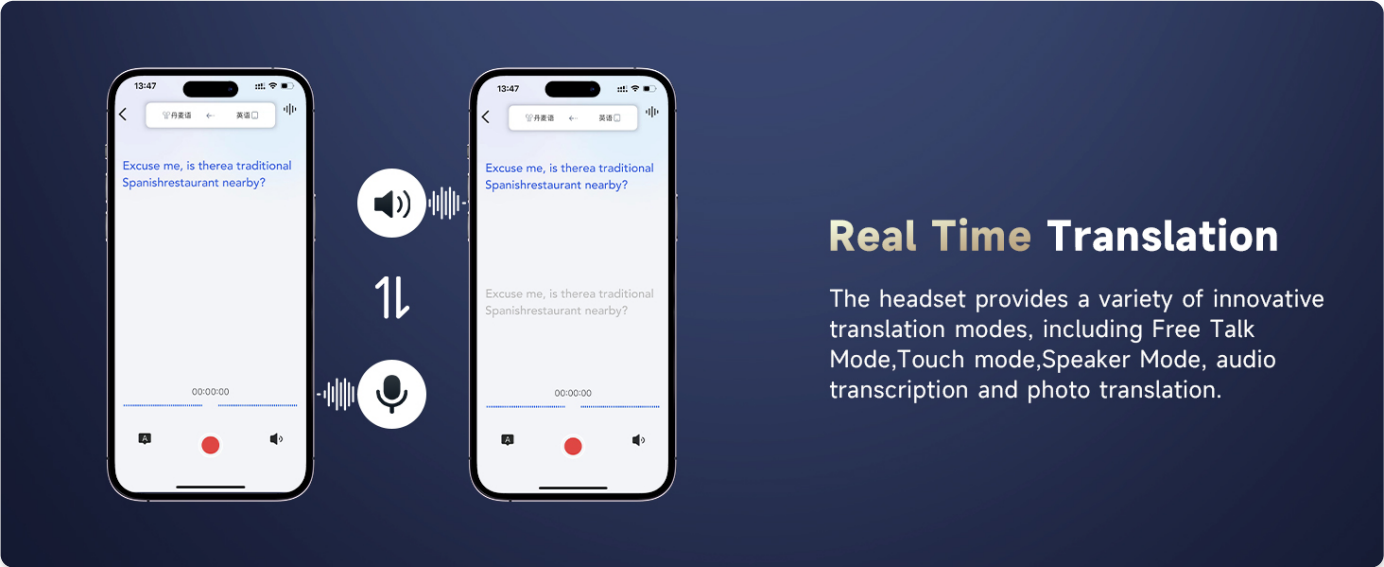 13:47
丹麦语 ← 英语
Excuse me, is therea traditional
Spanishrestaurant nearby?
00:00:00
A
13:47
丹麦语 ← 英语
Excuse me, is therea traditional
Spanishrestaurant nearby?
Excuse me, is therea traditional
Spanishrestaurant nearby?
00:00:00
A
Real Time Translation
The headset provides a variety of innovative
translation modes, including Free Talk
Mode,Touch mode,Speaker Mode, audio
transcription and photo translation.